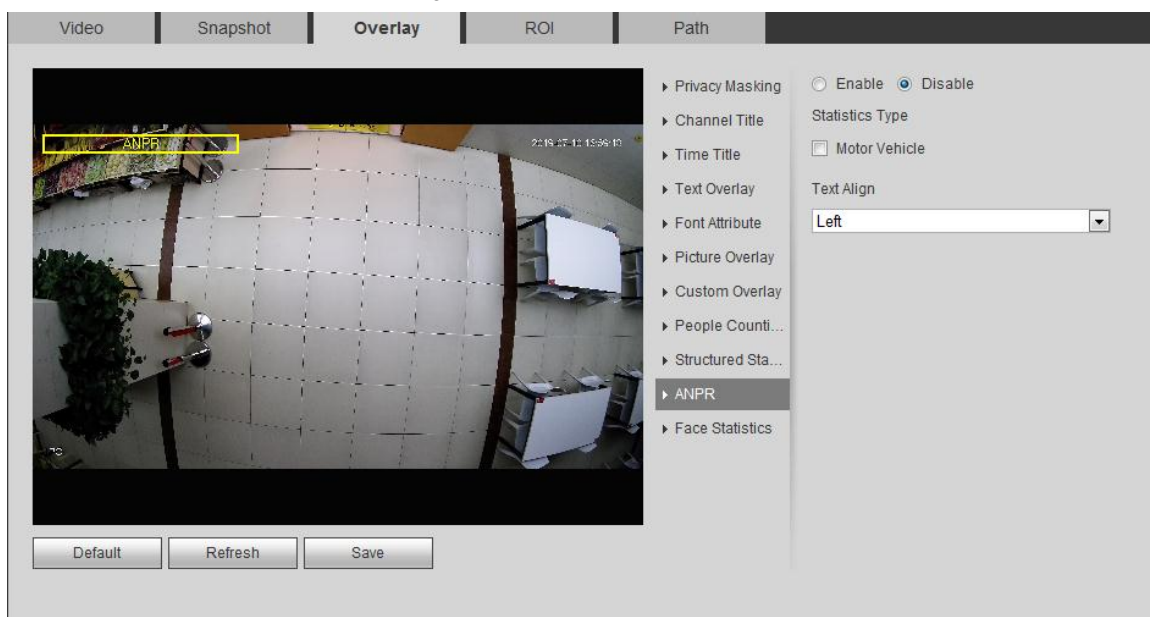 Video Snapshot Overlay ROI Path
Privacy Masking
Channel Title
Time Title
Text Overlay
Font Attribute
Picture Overlay
Custom Overlay
People Counti...
Structured Sta...
ANPR
Face Statistics
Enable Disable
Statistics Type
Motor Vehicle
Text Align
Left
ANPR
Default Refresh Save